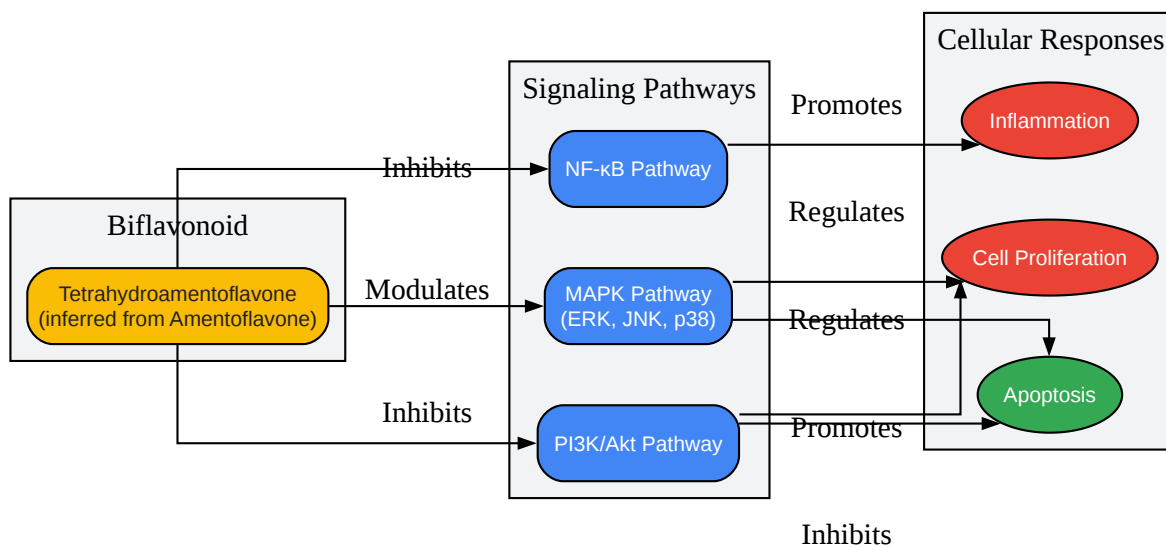 Cellular Responses
Signaling Pathways
Promotes
Inflammation
Inhibits
NF-κB Pathway
Regulates
Biflavonoid
Cell Proliferation
Tetrahydroamentoflavone
(inferred from Amentoflavone)
Modulates
MAPK Pathway
(ERK, JNK, p38)
Regulates
Apoptosis
Inhibits
PI3K/Akt Pathway
Promotes
Inhibits